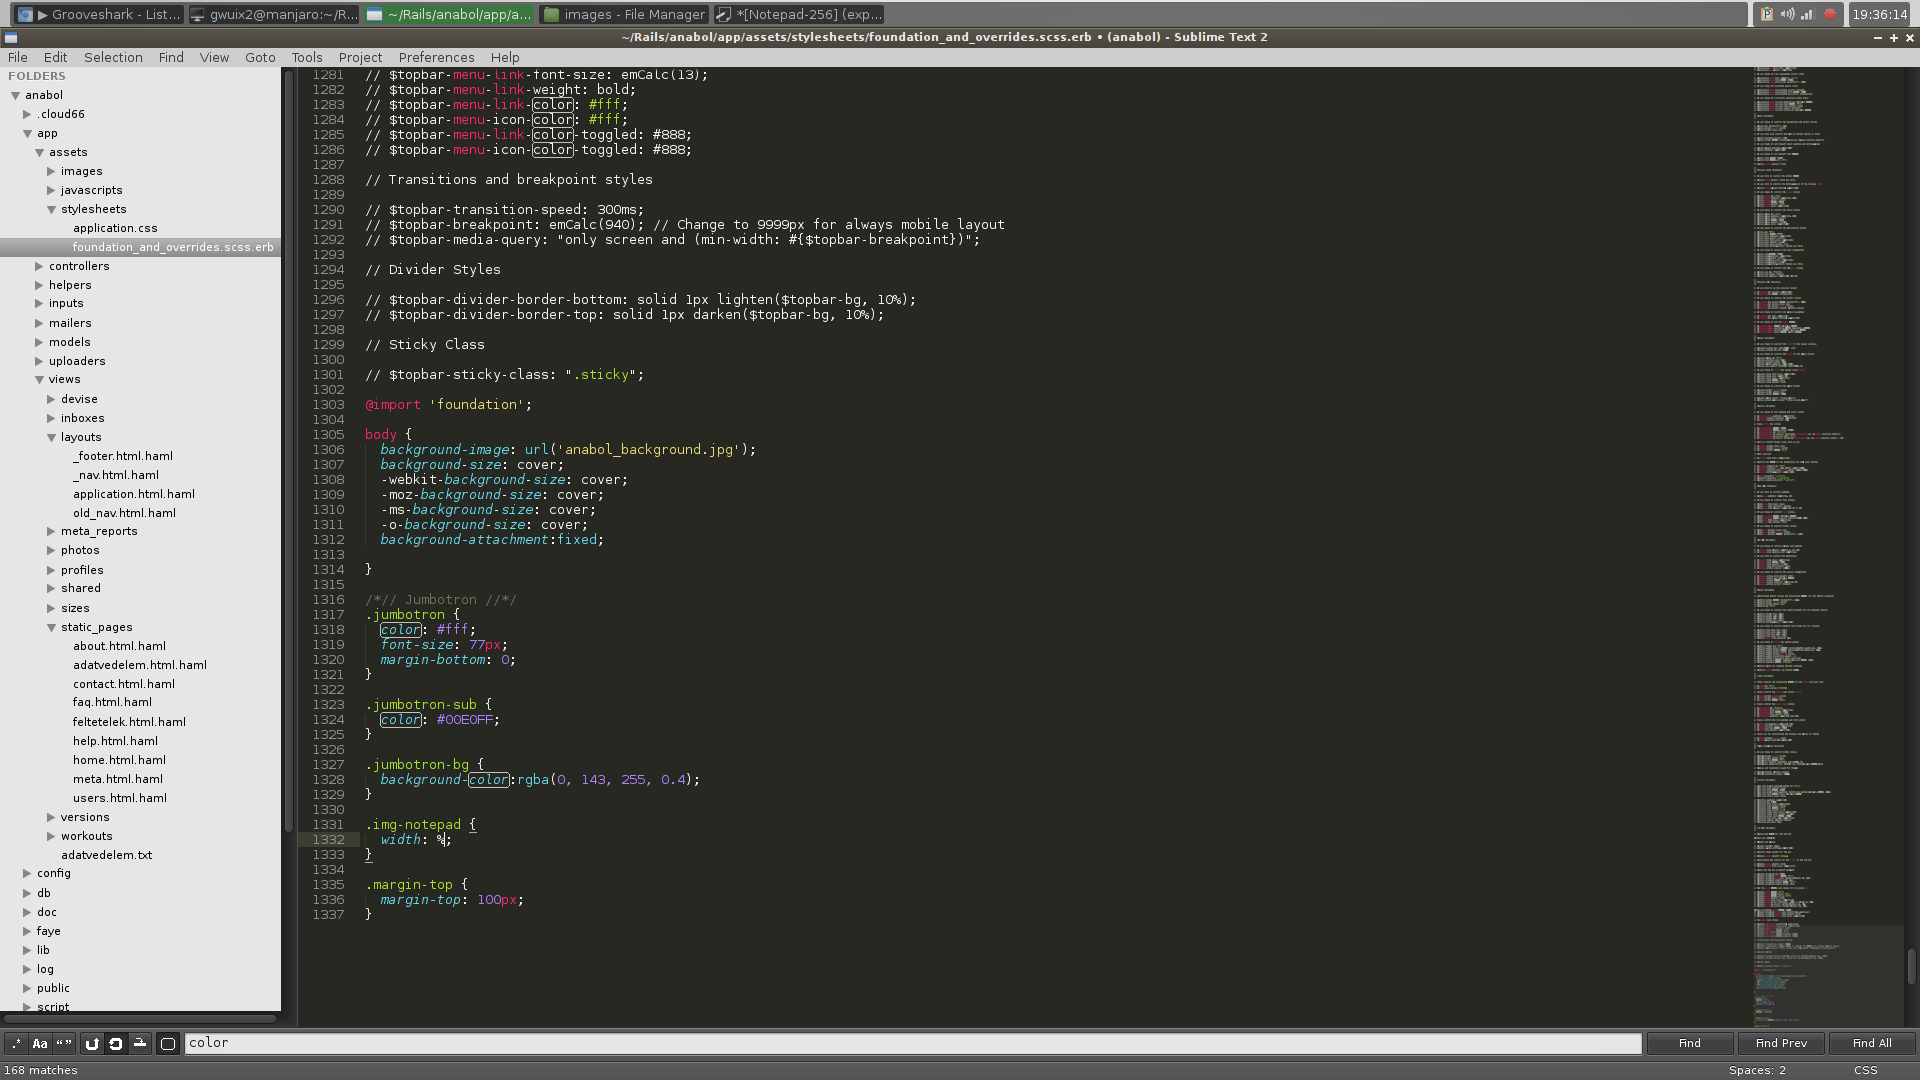 ▶ Grooveshark - List...
gwuix2@manjaro:~/R...
~/Rails/anabol/app/a...
images - File Manager
*[Notepad-256] (exp...
19:36:14
~/Rails/anabol/app/assets/stylesheets/foundation_and_overrides.scss.erb • (anabol) - Sublime Text 2
File Edit Selection Find View Goto Tools Project Preferences Help
FOLDERS
anabol
.cloud66
app
assets
images
javascripts
stylesheets
application.css
foundation_and_overrides.scss.erb
controllers
helpers
inputs
mailers
models
uploaders
views
devise
inboxes
layouts
_footer.html.haml
_nav.html.haml
application.html.haml
old_nav.html.haml
meta_reports
photos
profiles
shared
sizes
static_pages
about.html.haml
adatvedelem.html.haml
contact.html.haml
faq.html.haml
feltetelek.html.haml
help.html.haml
home.html.haml
meta.html.haml
users.html.haml
versions
workouts
adatvedelem.txt
config
db
doc
faye
lib
log
public
script
1281 // $topbar-menu-link-font-size: emCalc(13);
1282 // $topbar-menu-link-weight: bold;
1283 // $topbar-menu-link-color: #fff;
1284 // $topbar-menu-icon-color: #fff;
1285 // $topbar-menu-link-color-toggled: #888;
1286 // $topbar-menu-icon-color-toggled: #888;
1287
1288 // Transitions and breakpoint styles
1289
1290 // $topbar-transition-speed: 300ms;
1291 // $topbar-breakpoint: emCalc(940); // Change to 9999px for always mobile layout
1292 // $topbar-media-query: "only screen and (min-width: #{$topbar-breakpoint})";
1293
1294 // Divider Styles
1295
1296 // $topbar-divider-border-bottom: solid 1px lighten($topbar-bg, 10%);
1297 // $topbar-divider-border-top: solid 1px darken($topbar-bg, 10%);
1298
1299 // Sticky Class
1300
1301 // $topbar-sticky-class: ".sticky";
1302
1303 @import 'foundation';
1304
1305 body {
1306 background-image: url('anabol_background.jpg');
1307 background-size: cover;
1308 -webkit-background-size: cover;
1309 -moz-background-size: cover;
1310 -ms-background-size: cover;
1311 -o-background-size: cover;
1312 background-attachment:fixed;
1313
1314 }
1315
1316 /*// Jumbotron //*/
1317 .jumbotron {
1318 color: #fff;
1319 font-size: 77px;
1320 margin-bottom: 0;
1321 }
1322
1323 .jumbotron-sub {
1324 color: #00E0FF;
1325 }
1326
1327 .jumbotron-bg {
1328 background-color:rgba(0, 143, 255, 0.4);
1329 }
1330
1331 .img-notepad {
1332 width: %;
1333 }
1334
1335 .margin-top {
1336 margin-top: 100px;
1337 }
.* Aa “” color Find Find Prev Find All
168 matches Spaces: 2 CSS